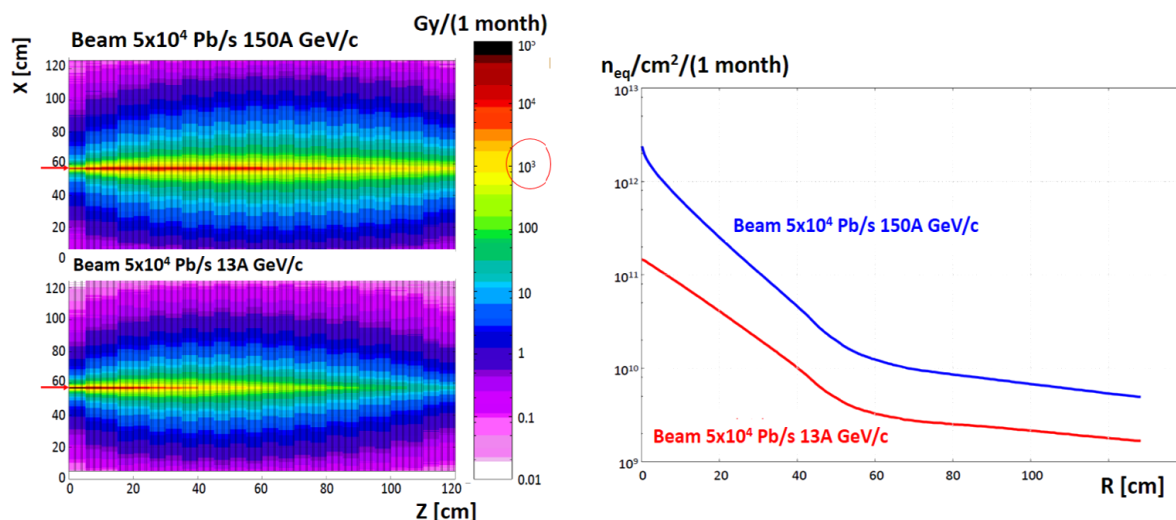 Gy/(1 month)
Beam 5x10⁴ Pb/s 150A GeV/c
X [cm]
120
100
80
60
40
20
0
Beam 5x10⁴ Pb/s 13A GeV/c
120
100
80
60
40
20
0
0 20 40 60 80 100 120
Z [cm]
10⁵
10⁴
10³
100
10
1
0.1
0.01
n_eq/cm²/(1 month)
10¹³
10¹²
10¹¹
10¹⁰
10⁹
Beam 5x10⁴ Pb/s 150A GeV/c
Beam 5x10⁴ Pb/s 13A GeV/c
0 20 40 60 80 100 120
R [cm]